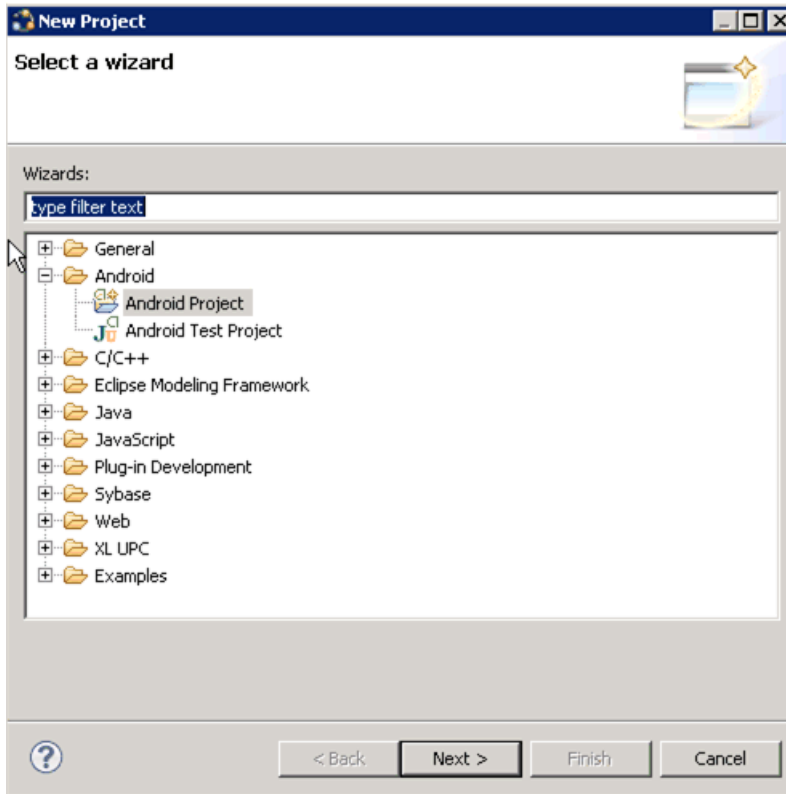 New Project
Select a wizard
Wizards:
type filter text
General
Android
Android Project
Android Test Project
C/C++
Eclipse Modeling Framework
Java
JavaScript
Plug-in Development
Sybase
Web
XL UPC
Examples
< Back Next > Finish Cancel